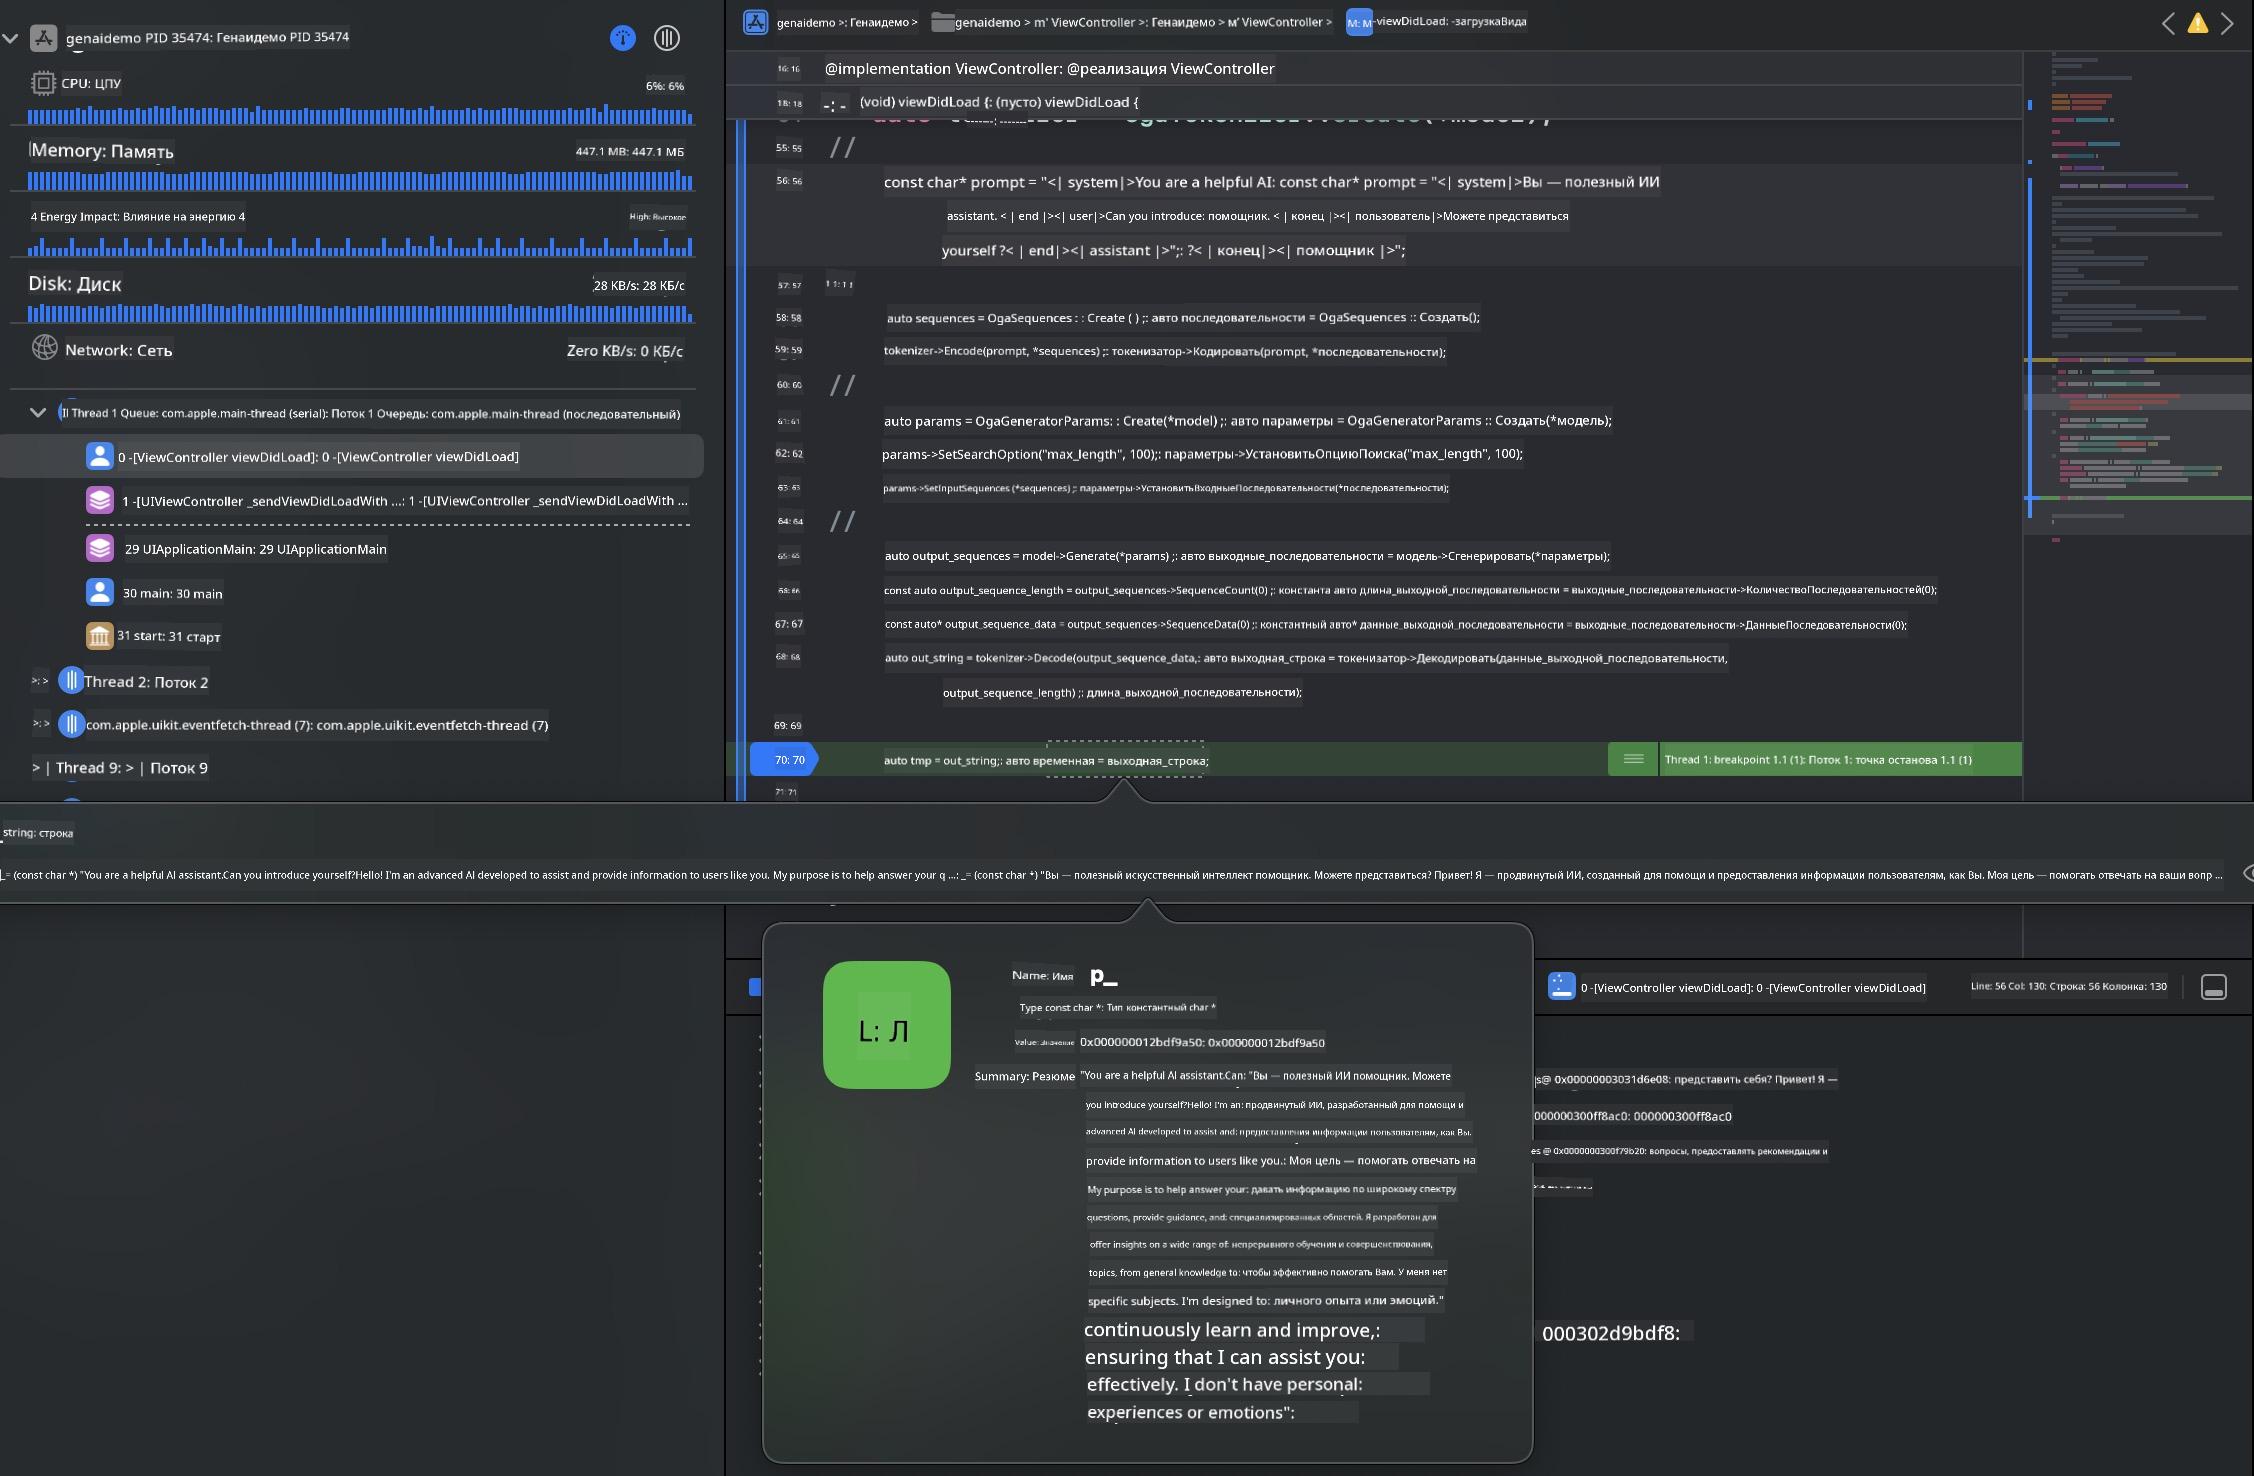 genaidemo PID 35474: Генаидемо PID 35474
CPU: ЦПУ
6%: 6%
Memory: Память
447.1 MB: 447.1 МБ
4 Energy Impact: Влияние на энергию 4
High: Высокое
Disk: Диск
28 KB/s: 28 КБ/с
Network: Сеть
Zero KB/s: 0 КБ/с
Thread 1 Queue: com.apple.main-thread (serial): Поток 1 Очередь: com.apple.main-thread (последовательный)
0 -[ViewController viewDidLoad]: 0 -[ViewController viewDidLoad]
1 -[UIViewController _sendViewDidLoadWith ...: 1 -[UIViewController _sendViewDidLoadWith ...
29 UIApplicationMain: 29 UIApplicationMain
30 main: 30 main
31 start: 31 старт
>: > Thread 2: Поток 2
>: > com.apple.uikit.eventfetch-thread (7): com.apple.uikit.eventfetch-thread (7)
> | Thread 9: > | Поток 9
genaidemo >: Генаидемо > genaidemo > m' ViewController >: Генаидемо > м' ViewController > M: М -viewDidLoad: -загрузкаВида
16: 16 @implementation ViewController: @реализация ViewController
18: 18 -: - (void) viewDidLoad {: (пусто) viewDidLoad {
55: 55 //
56: 56 const char* prompt = "<| system|>You are a helpful AI: const char* prompt = "<| system|>Вы — полезный ИИ
assistant. < | end |><| user|>Can you introduce: помощник. < | конец |><| пользователь|>Можете представиться
yourself ?< | end|><| assistant |>";: ?< | конец|><| помощник |>";
57: 57
58: 58 auto sequences = OgaSequences : : Create ( ) ;: авто последовательности = OgaSequences :: Создать();
59: 59 tokenizer->Encode(prompt, *sequences) ;: токенизатор->Кодировать(prompt, *последовательности);
60: 60 //
61: 61 auto params = OgaGeneratorParams: : Create(*model) ;: авто параметры = OgaGeneratorParams :: Создать(*модель);
62: 62 params->SetSearchOption("max_length", 100);: параметры->УстановитьОпциюПоиска("max_length", 100);
63: 63 params->SetInputSequences (*sequences) ;: параметры->УстановитьВходныеПоследовательности(*последовательности);
64: 64 //
65: 65 auto output_sequences = model->Generate(*params) ;: авто выходные_последовательности = модель->Сгенерировать(*параметры);
66: 66 const auto output_sequence_length = output_sequences->SequenceCount(0) ;: константа авто длина_выходной_последовательности = выходные_последовательности->КоличествоПоследовательностей(0);
67: 67 const auto* output_sequence_data = output_sequences->SequenceData(0) ;: константный авто* данные_выходной_последовательности = выходные_последовательности->ДанныеПоследовательности(0);
68: 68 auto out_string = tokenizer->Decode(output_sequence_data,: авто выходная_строка = токенизатор->Декодировать(данные_выходной_последовательности,
output_sequence_length) ;: длина_выходной_последовательности);
69: 69
70: 70 auto tmp = out_string;: авто временная = выходная_строка;
Thread 1: breakpoint 1.1 (1): Поток 1: точка останова 1.1 (1)
71: 71
string: строка
_= (const char *) "You are a helpful AI assistant.Can you introduce yourself?Hello! I'm an advanced AI developed to assist and provide information to users like you. My purpose is to help answer your q ...: _= (const char *) "Вы — полезный искусственный интеллект помощник. Можете представиться? Привет! Я — продвинутый ИИ, созданный для помощи и предоставления информации пользователям, как Вы. Моя цель — помогать отвечать на ваши вопр ...
L: Л
Name: Имя p_
Type const char *: Тип константный char *
Value: Значение 0x000000012bdf9a50: 0x000000012bdf9a50
Summary: Резюме "You are a helpful AI assistant.Can: "Вы — полезный ИИ помощник. Можете
you introduce yourself?Hello! I'm an: продвинутый ИИ, разработанный для помощи и
advanced AI developed to assist and: предоставления информации пользователям, как Вы.
provide information to users like you.: Моя цель — помогать отвечать на
My purpose is to help answer your: давать информацию по широкому спектру
questions, provide guidance, and: специализированных областей. Я разработан для
offer insights on a wide range of: непрерывного обучения и совершенствования,
topics, from general knowledge to: чтобы эффективно помогать Вам. У меня нет
specific subjects. I'm designed to: личного опыта или эмоций."
continuously learn and improve,:
ensuring that I can assist you:
effectively. I don't have personal:
experiences or emotions":
0 -[ViewController viewDidLoad]: 0 -[ViewController viewDidLoad]
Line: 56 Col: 130: Строка: 56 Колонка: 130
s@ 0x00000003031d6e08: представить себя? Привет! Я —
000000300ff8ac0: 000000300ff8ac0
es @ 0x0000000300f79b20: вопросы, предоставлять рекомендации и
000302d9bdf8: